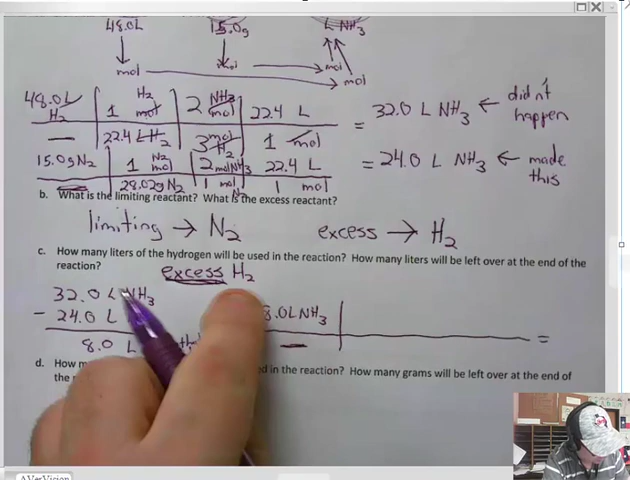 48.0L 15.0g L NH3
mol mol mol
mol
48.0L H2 | 1 H2 mol | 2 NH3 mol | 22.4 L = 32.0 L NH3 ← didn't happen
22.4 L H2 | 3 mol H2 | 1 mol
15.0g N2 | 1 N2 mol | 2 mol NH3 | 22.4 L = 24.0 L NH3 ← made this
28.02g N2 | 1 mol N2 | 1 mol
b. What is the limiting reactant? What is the excess reactant?
limiting → N2 excess → H2
c. How many liters of the hydrogen will be used in the reaction? How many liters will be left over at the end of the
reaction? excess H2
32.0 L NH3
- 24.0 L
8.0 L .0L NH3 =
d. How in the reaction? How many grams will be left over at the end of
the
AVerVision